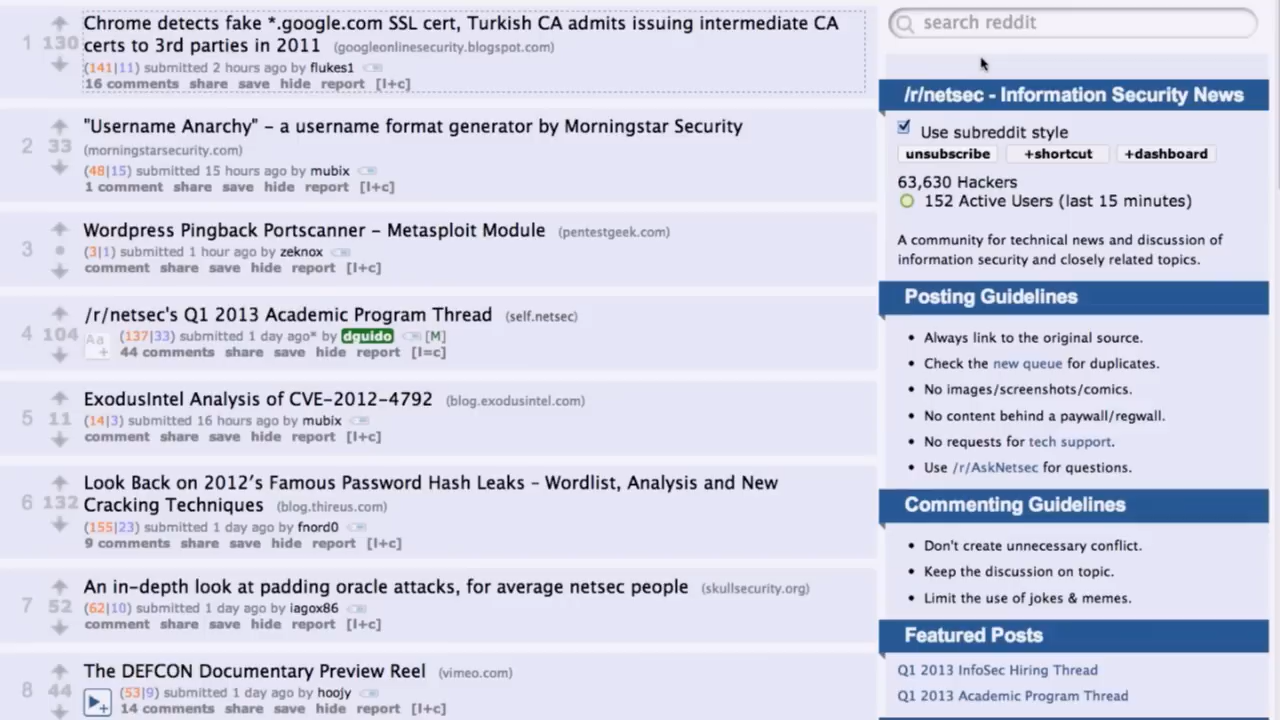 1
130
Chrome detects fake *.google.com SSL cert, Turkish CA admits issuing intermediate CA
certs to 3rd parties in 2011 (googleonlinesecurity.blogspot.com)
(141|11) submitted 2 hours ago by flukes1
16 comments share save hide report [l+c]
2
33
"Username Anarchy" – a username format generator by Morningstar Security
(morningstarsecurity.com)
(48|15) submitted 15 hours ago by mubix
1 comment share save hide report [l+c]
3
•
Wordpress Pingback Portscanner – Metasploit Module (pentestgeek.com)
(3|1) submitted 1 hour ago by zeknox
comment share save hide report [l+c]
4
104
/r/netsec's Q1 2013 Academic Program Thread (self.netsec)
Aa
+
(137|33) submitted 1 day ago* by dguido [M]
44 comments share save hide report [l=c]
5
11
ExodusIntel Analysis of CVE-2012-4792 (blog.exodusintel.com)
(14|3) submitted 16 hours ago by mubix
comment share save hide report [l+c]
6
132
Look Back on 2012's Famous Password Hash Leaks – Wordlist, Analysis and New
Cracking Techniques (blog.thireus.com)
(155|23) submitted 1 day ago by fnord0
9 comments share save hide report [l+c]
7
52
An in-depth look at padding oracle attacks, for average netsec people (skullsecurity.org)
(62|10) submitted 1 day ago by iagox86
comment share save hide report [l+c]
8
44
The DEFCON Documentary Preview Reel (vimeo.com)
(53|9) submitted 1 day ago by hoojy
14 comments share save hide report [l+c]
search reddit
/r/netsec - Information Security News
Use subreddit style
unsubscribe +shortcut +dashboard
63,630 Hackers
152 Active Users (last 15 minutes)
A community for technical news and discussion of
information security and closely related topics.
Posting Guidelines
• Always link to the original source.
• Check the new queue for duplicates.
• No images/screenshots/comics.
• No content behind a paywall/regwall.
• No requests for tech support.
• Use /r/AskNetsec for questions.
Commenting Guidelines
• Don't create unnecessary conflict.
• Keep the discussion on topic.
• Limit the use of jokes & memes.
Featured Posts
Q1 2013 InfoSec Hiring Thread
Q1 2013 Academic Program Thread